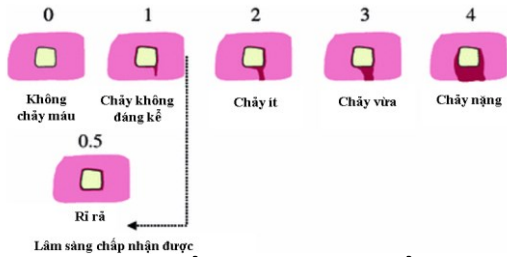 0 1 2 3 4
Không
chảy máu
Chảy không
đáng kể
Chảy ít
Chảy vừa
Chảy nặng
0.5
Rỉ rả
Lâm sàng chấp nhận được